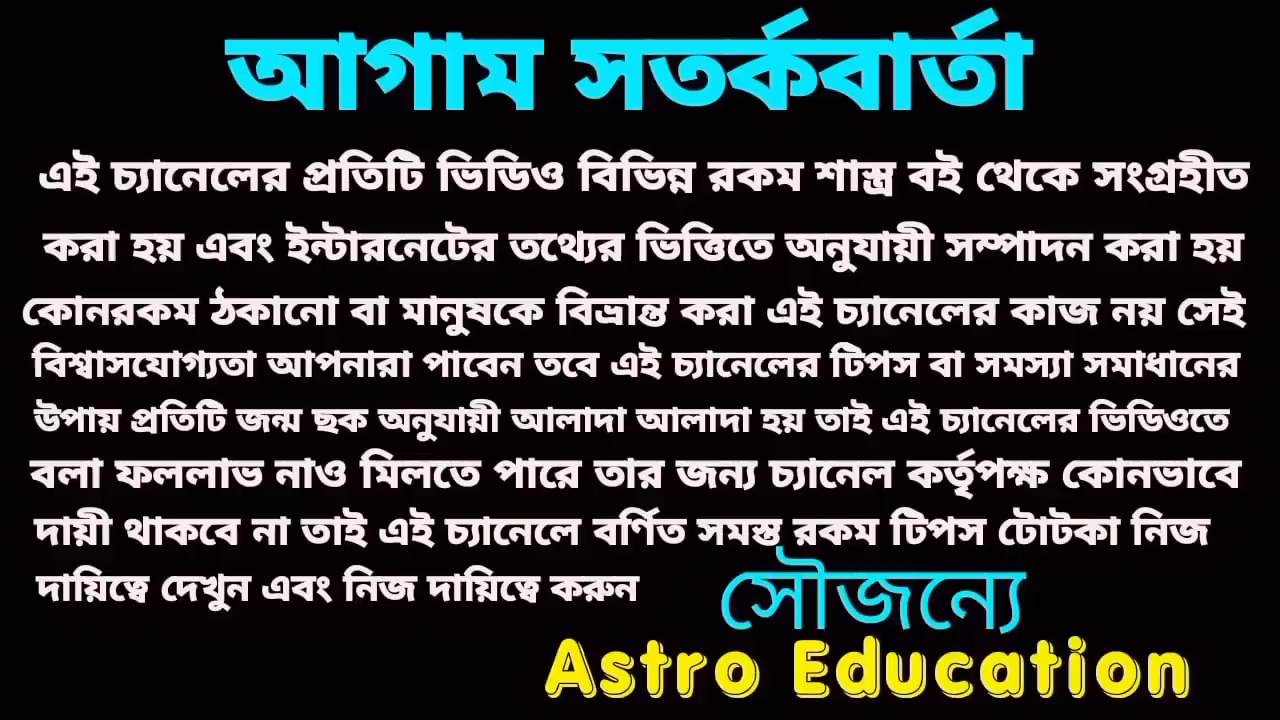 আগাম সতর্কবার্তা
এই চ্যানেলের প্রতিটি ভিডিও বিভিন্ন রকম শাস্ত্র বই থেকে সংগ্রহীত
করা হয় এবং ইন্টারনেটের তথ্যের ভিত্তিতে অনুযায়ী সম্পাদন করা হয়
কোনরকম ঠকানো বা মানুষকে বিভ্রান্ত করা এই চ্যানেলের কাজ নয় সেই
বিশ্বাসযোগ্যতা আপনারা পাবেন তবে এই চ্যানেলের টিপস বা সমস্যা সমাধানের
উপায় প্রতিটি জন্ম ছক অনুযায়ী আলাদা আলাদা হয় তাই এই চ্যানেলের ভিডিওতে
বলা ফললাভ নাও মিলতে পারে তার জন্য চ্যানেল কর্তৃপক্ষ কোনভাবে
দায়ী থাকবে না তাই এই চ্যানেলে বর্ণিত সমস্ত রকম টিপস টোটকা নিজ
দায়িত্বে দেখুন এবং নিজ দায়িত্বে করুন
সৌজন্যে
Astro Education